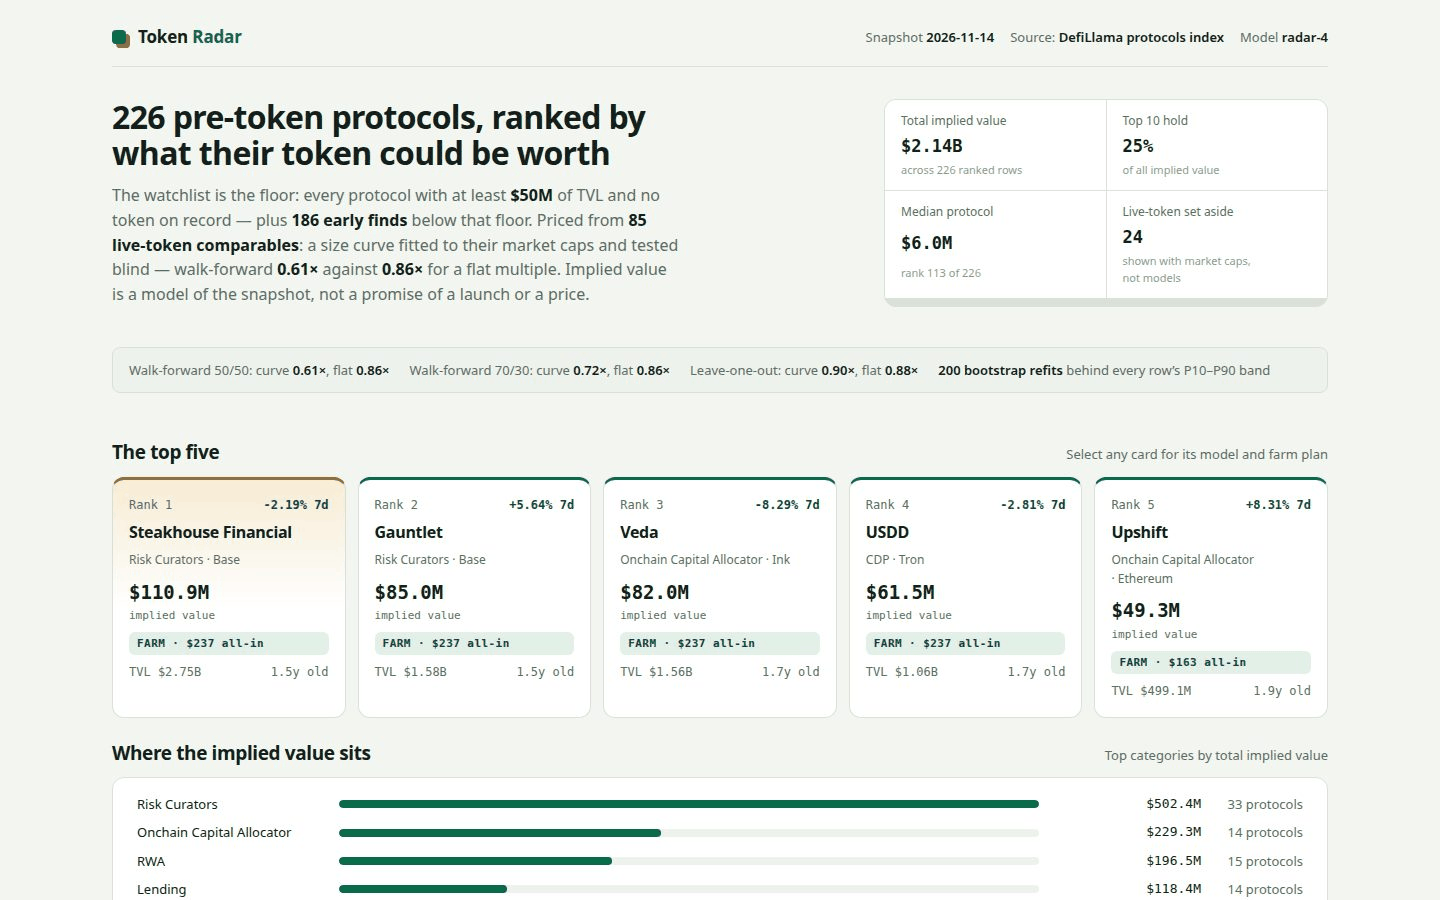 Token Radar
Snapshot 2026-11-14 Source: DefiLlama protocols index Model radar-4
226 pre-token protocols, ranked by
what their token could be worth
The watchlist is the floor: every protocol with at least $50M of TVL and no
token on record — plus 186 early finds below that floor. Priced from 85
live-token comparables: a size curve fitted to their market caps and tested
blind — walk-forward 0.61× against 0.86× for a flat multiple. Implied value
is a model of the snapshot, not a promise of a launch or a price.
Total implied value
$2.14B
across 226 ranked rows
Top 10 hold
25%
of all implied value
Median protocol
$6.0M
rank 113 of 226
Live-token set aside
24
shown with market caps,
not models
Walk-forward 50/50: curve 0.61×, flat 0.86× Walk-forward 70/30: curve 0.72×, flat 0.86× Leave-one-out: curve 0.90×, flat 0.88× 200 bootstrap refits behind every row's P10–P90 band
The top five
Select any card for its model and farm plan
Rank 1 -2.19% 7d
Steakhouse Financial
Risk Curators · Base
$110.9M
implied value
FARM · $237 all-in
TVL $2.75B 1.5y old
Rank 2 +5.64% 7d
Gauntlet
Risk Curators · Base
$85.0M
implied value
FARM · $237 all-in
TVL $1.58B 1.5y old
Rank 3 -8.29% 7d
Veda
Onchain Capital Allocator · Ink
$82.0M
implied value
FARM · $237 all-in
TVL $1.56B 1.7y old
Rank 4 -2.81% 7d
USDD
CDP · Tron
$61.5M
implied value
FARM · $237 all-in
TVL $1.06B 1.7y old
Rank 5 +8.31% 7d
Upshift
Onchain Capital Allocator
· Ethereum
$49.3M
implied value
FARM · $163 all-in
TVL $499.1M 1.9y old
Where the implied value sits
Top categories by total implied value
Risk Curators $502.4M 33 protocols
Onchain Capital Allocator $229.3M 14 protocols
RWA $196.5M 15 protocols
Lending $118.4M 14 protocols